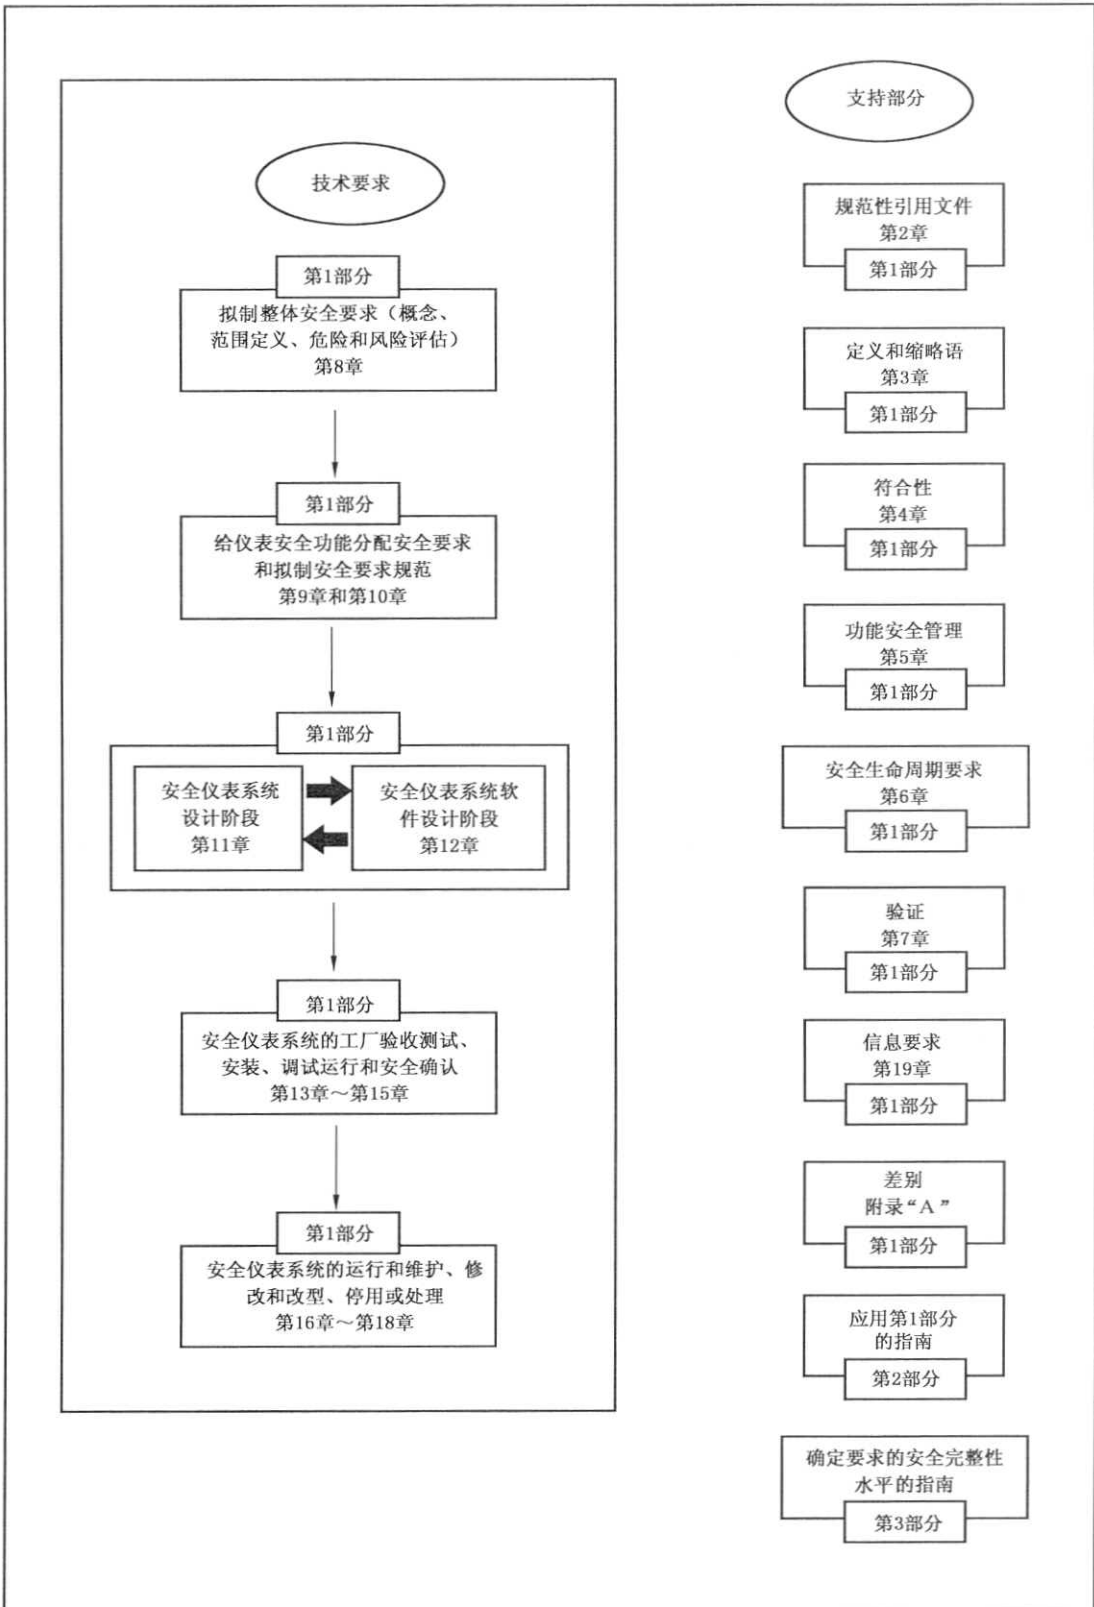 技术要求
第1部分
拟制整体安全要求（概念、
范围定义、危险和风险评估）
第8章
第1部分
给仪表安全功能分配安全要求
和拟制安全要求规范
第9章和第10章
第1部分
安全仪表系统
设计阶段
第11章
安全仪表系统软
件设计阶段
第12章
第1部分
安全仪表系统的工厂验收测试、
安装、调试运行和安全确认
第13章～第15章
第1部分
安全仪表系统的运行和维护、修
改和改型、停用或处理
第16章～第18章
支持部分
规范性引用文件
第2章
第1部分
定义和缩略语
第3章
第1部分
符合性
第4章
第1部分
功能安全管理
第5章
第1部分
安全生命周期要求
第6章
第1部分
验证
第7章
第1部分
信息要求
第19章
第1部分
差别
附录“A”
第1部分
应用第1部分
的指南
第2部分
确定要求的安全完整性
水平的指南
第3部分